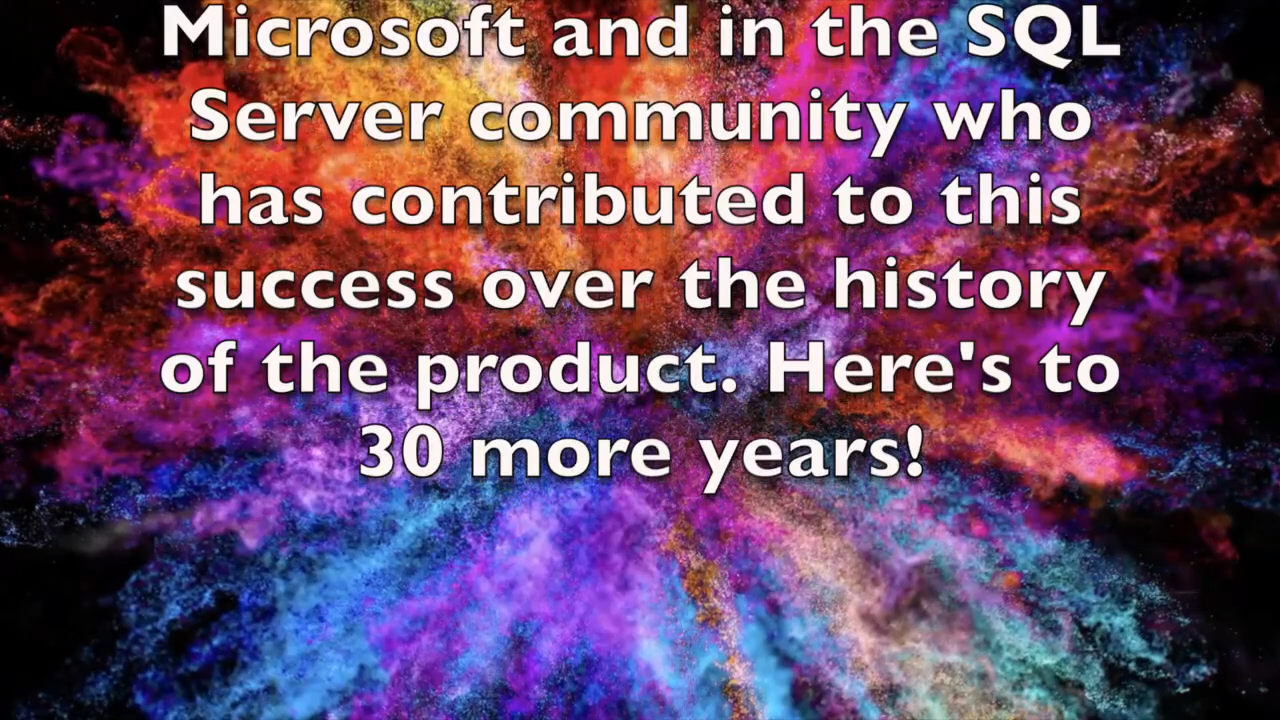 Microsoft and in the SQL
Server community who
has contributed to this
success over the history
of the product. Here's to
30 more years!